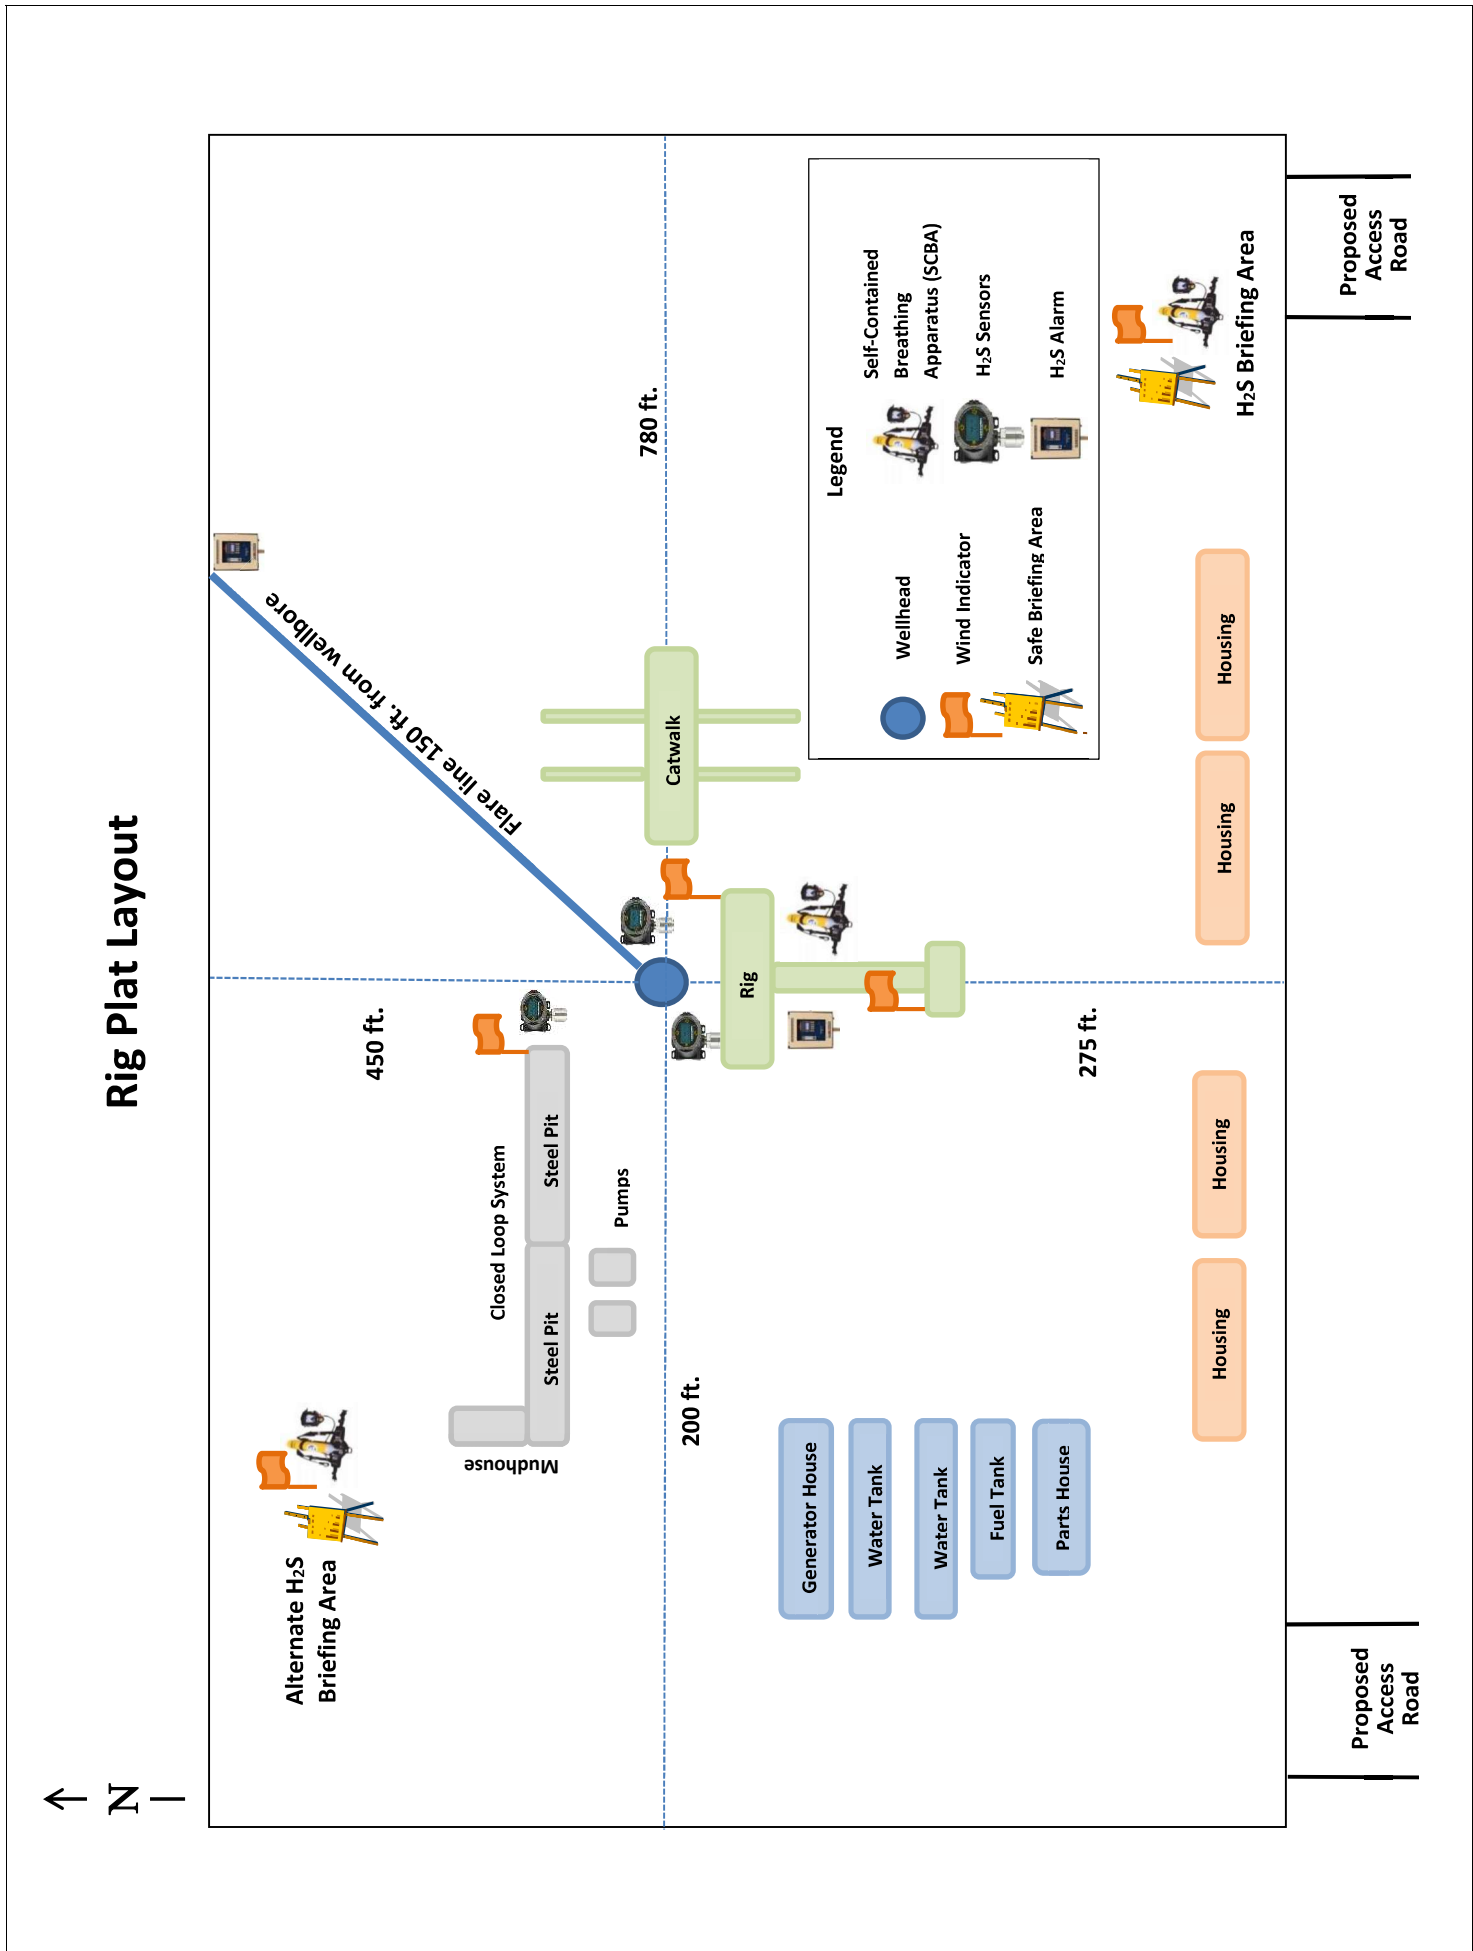 N
Rig Plat Layout
Alternate H₂S
Briefing Area
Mudhouse
Closed Loop System
Steel Pit
Steel Pit
Pumps
450 ft.
Flare line 150 ft. from wellbore
200 ft.
780 ft.
Catwalk
Rig
275 ft.
Generator House
Water Tank
Water Tank
Fuel Tank
Parts House
Legend
Wellhead
Wind Indicator
Safe Briefing Area
Self-Contained
Breathing
Apparatus (SCBA)
H₂S Sensors
H₂S Alarm
H₂S Briefing Area
Housing
Housing
Housing
Housing
Proposed
Access
Road
Proposed
Access
Road